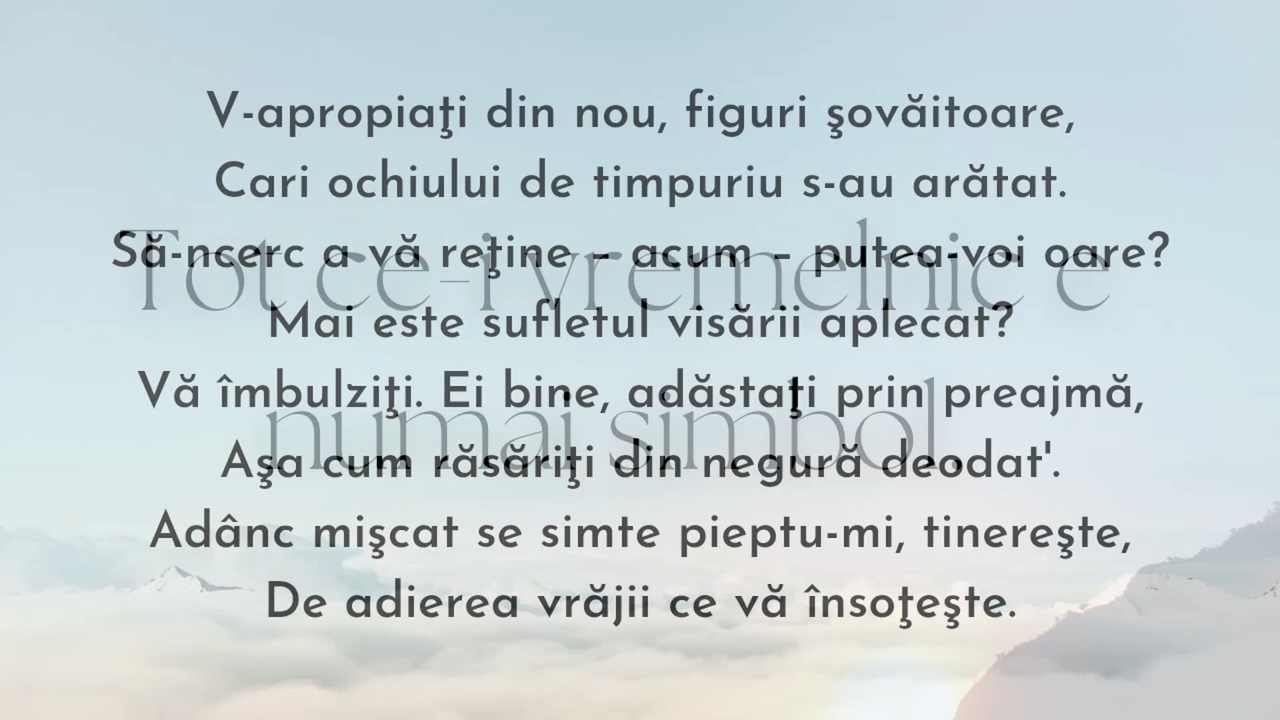 V-apropiaţi din nou, figuri şovăitoare,
Cari ochiului de timpuriu s-au arătat.
Să-ncerc a vă reţine – acum – putea-voi oare?
Mai este sufletul visării aplecat?
Vă îmbulziţi. Ei bine, adăstaţi prin preajmă,
Aşa cum răsăriţi din negură deodat'.
Adânc mişcat se simte pieptu-mi, tinereşte,
De adierea vrăjii ce vă însoţeşte.
Tot ce-i vremelnic e
numai simbol.